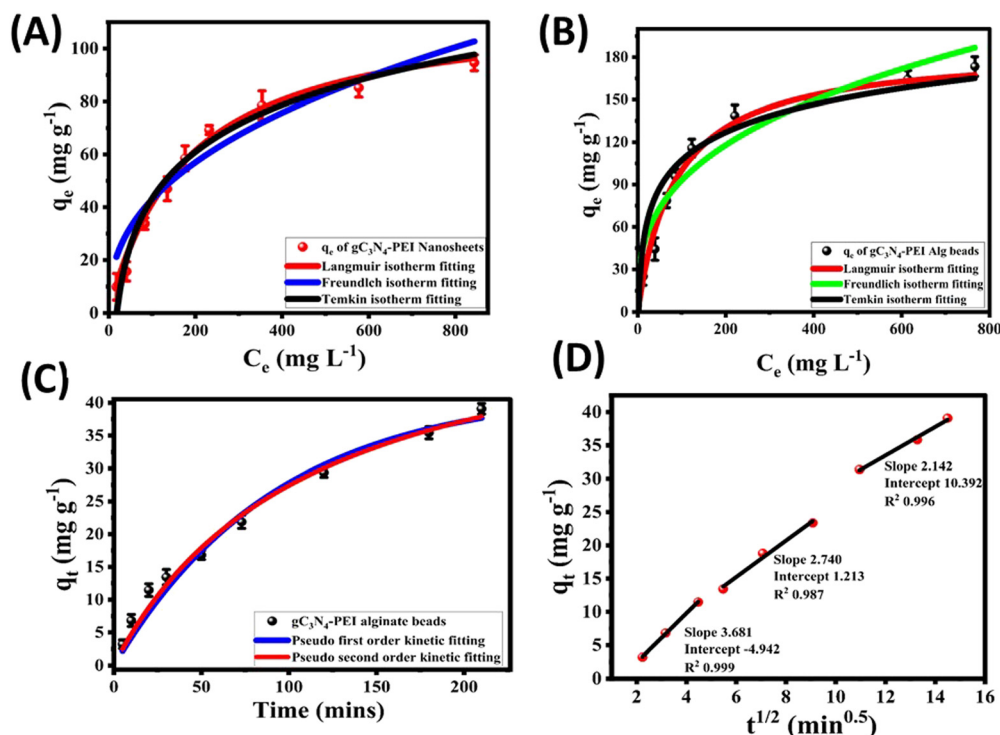 (A)
100
80
60
40
20
0
qₑ (mg g⁻¹)
qₑ of gC₃N₄-PEI Nanosheets
Langmuir isotherm fitting
Freundlich isotherm fitting
Temkin isotherm fitting
0 200 400 600 800
Cₑ (mg L⁻¹)
(B)
180
150
120
90
60
30
0
qₑ (mg g⁻¹)
qₑ of gC₃N₄-PEI Alg beads
Langmuir isotherm fitting
Freundlich isotherm fitting
Temkin isotherm fitting
0 200 400 600 800
Cₑ (mg L⁻¹)
(C)
40
35
30
25
20
15
10
5
0
qₜ (mg g⁻¹)
gC₃N₄-PEI alginate beads
Pseudo first order kinetic fitting
Pseudo second order kinetic fitting
0 50 100 150 200
Time (mins)
(D)
40
35
30
25
20
15
10
5
0
qₜ (mg g⁻¹)
Slope 2.142
Intercept 10.392
R² 0.996
Slope 2.740
Intercept 1.213
R² 0.987
Slope 3.681
Intercept -4.942
R² 0.999
2 4 6 8 10 12 14 16
t¹ᐟ² (min⁰·⁵)